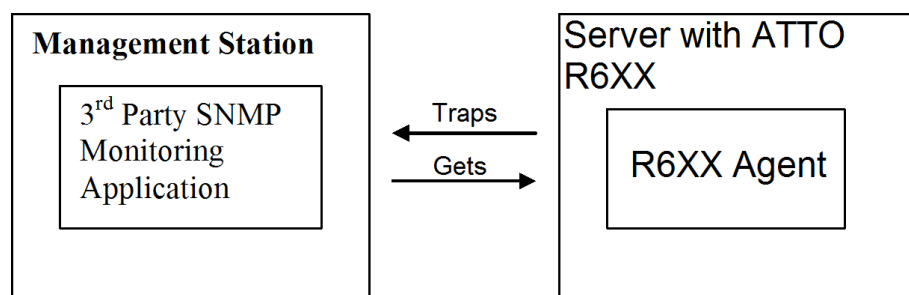 Management Station
3rd Party SNMP
Monitoring
Application
Traps
Gets
Server with ATTO
R6XX
R6XX Agent